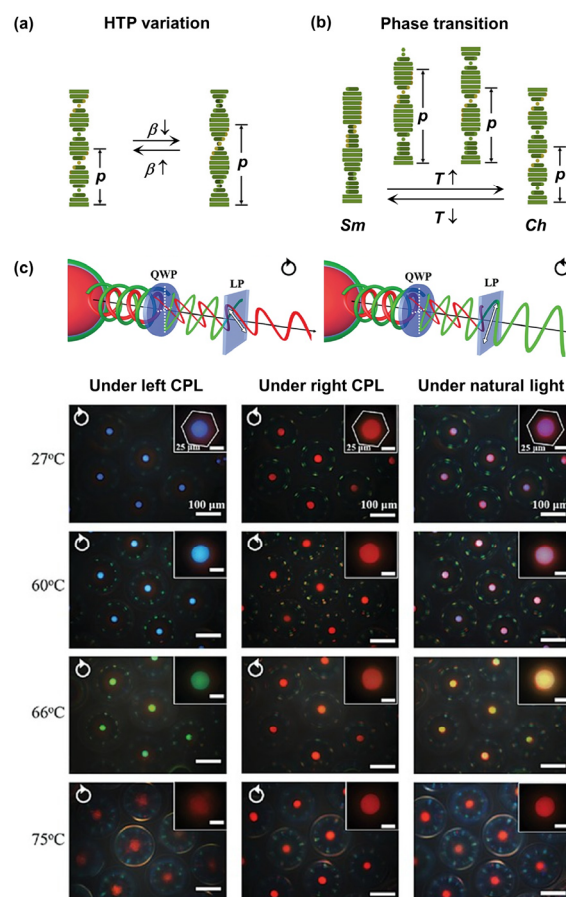 (a) HTP variation
(b) Phase transition
β↓
β↑
p
p
p
p
p
T↑
T↓
Sm
Ch
(c)
QWP
LP
QWP
LP
Under left CPL
Under right CPL
Under natural light
27°C
25 μm
100 μm
25 μm
100 μm
25 μm
100 μm
60°C
66°C
75°C